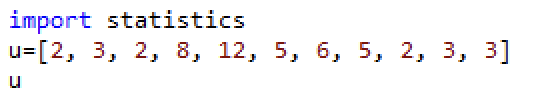 import statistics
u=[2, 3, 2, 8, 12, 5, 6, 5, 2, 3, 3]
u